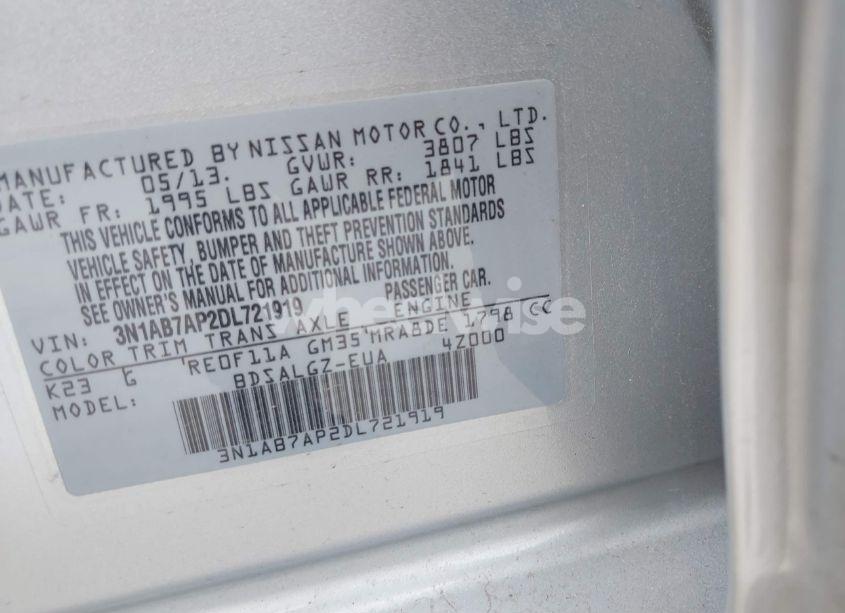 MANUFACTURED BY NISSAN MOTOR CO., LTD.
DATE: 05/13. GVWR: 3807 LBS
GAWR FR: 1995 LBS GAWR RR: 1841 LBS
THIS VEHICLE CONFORMS TO ALL APPLICABLE FEDERAL MOTOR
VEHICLE SAFETY, BUMPER AND THEFT PREVENTION STANDARDS
IN EFFECT ON THE DATE OF MANUFACTURE SHOWN ABOVE.
SEE OWNER'S MANUAL FOR ADDITIONAL INFORMATION.
VIN: 3N1AB7AP2DL721919 PASSENGER CAR.
COLOR TRIM TRANS AXLE ENGINE
K23 G RE0F11A GM35 MRA8DE 1798 CC
MODEL: BDSALGZ-EUA 4Z000
3N1AB7AP2DL721919